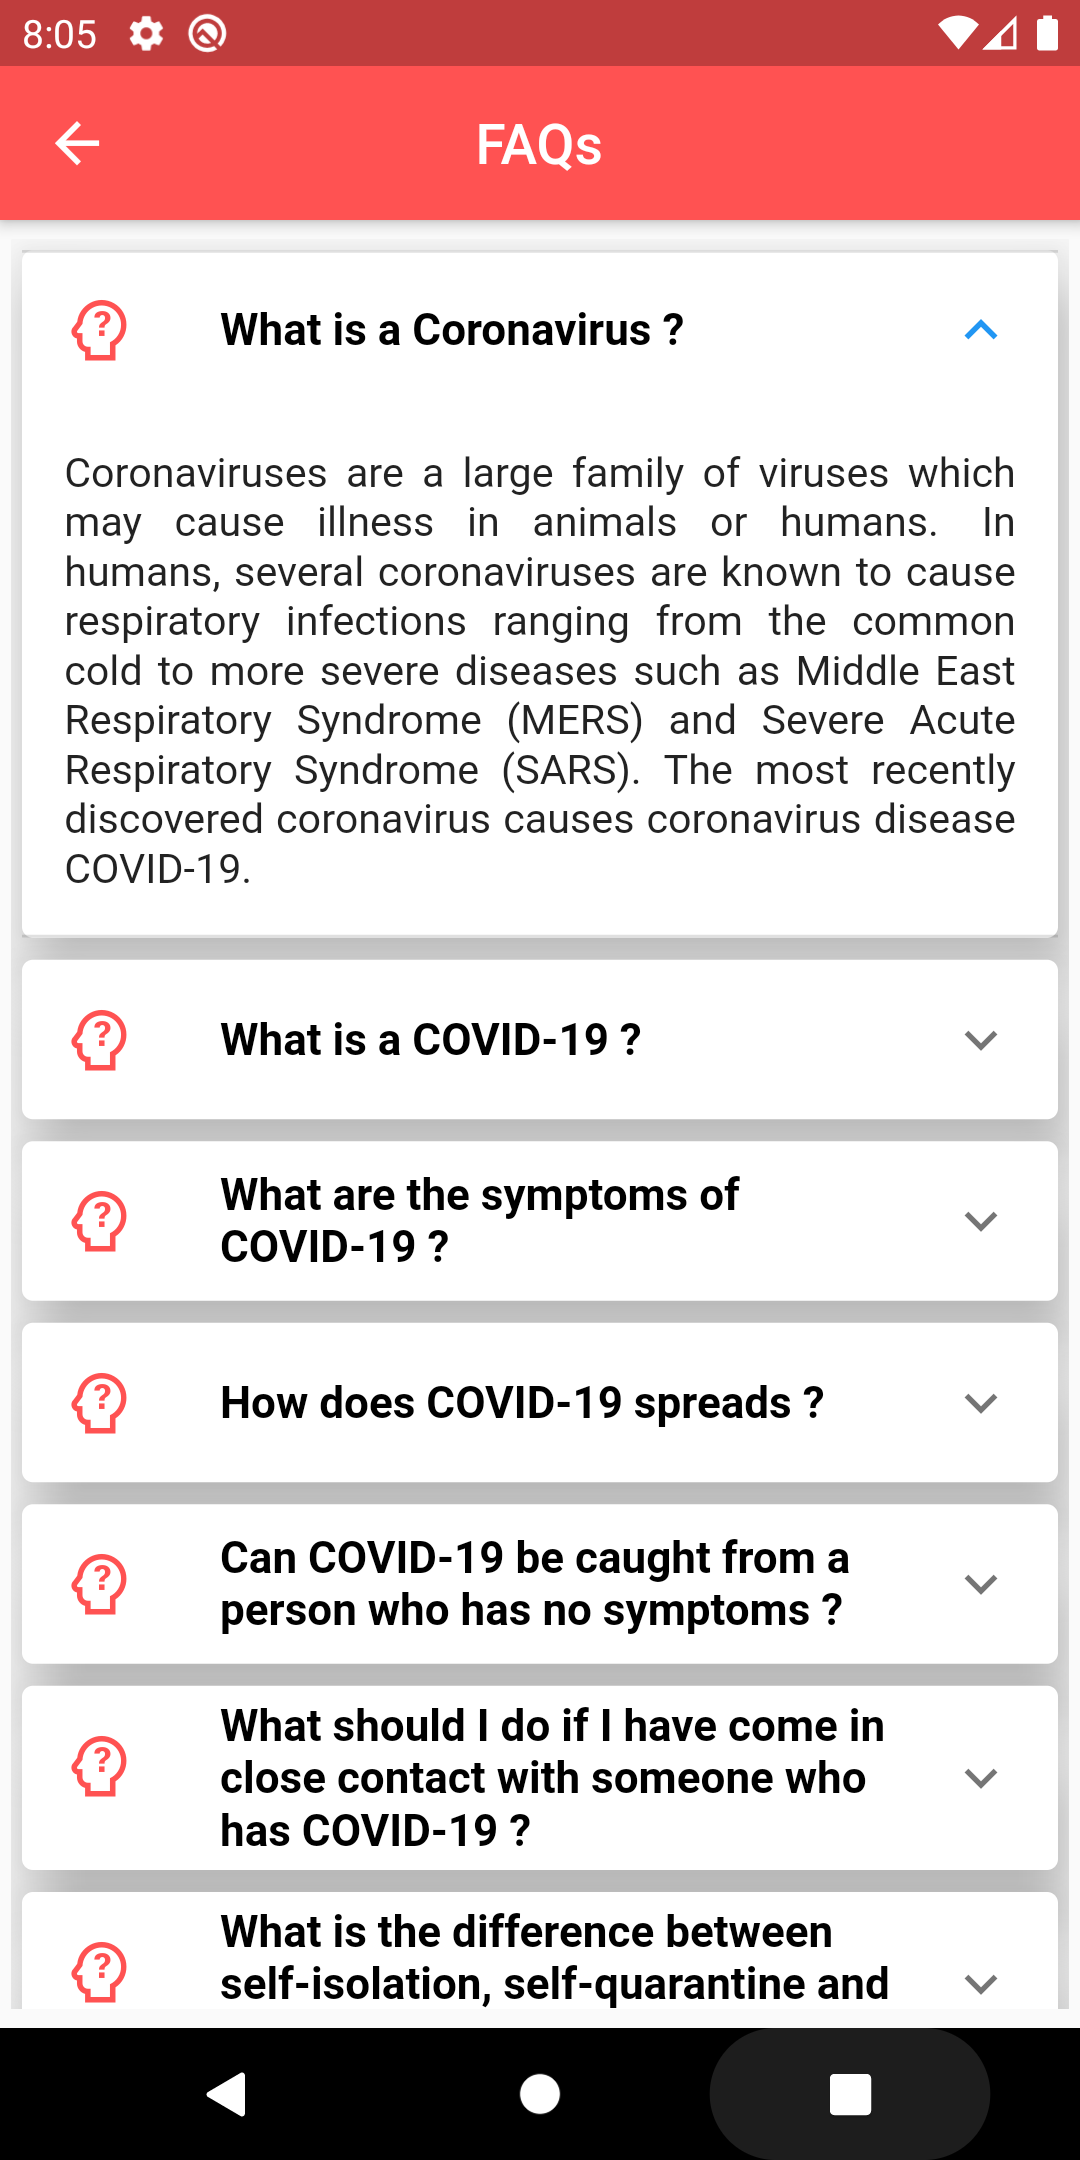 8:05
FAQs
What is a Coronavirus ?
Coronaviruses are a large family of viruses which
may cause illness in animals or humans. In
humans, several coronaviruses are known to cause
respiratory infections ranging from the common
cold to more severe diseases such as Middle East
Respiratory Syndrome (MERS) and Severe Acute
Respiratory Syndrome (SARS). The most recently
discovered coronavirus causes coronavirus disease
COVID-19.
What is a COVID-19 ?
What are the symptoms of
COVID-19 ?
How does COVID-19 spreads ?
Can COVID-19 be caught from a
person who has no symptoms ?
What should I do if I have come in
close contact with someone who
has COVID-19 ?
What is the difference between
self-isolation, self-quarantine and